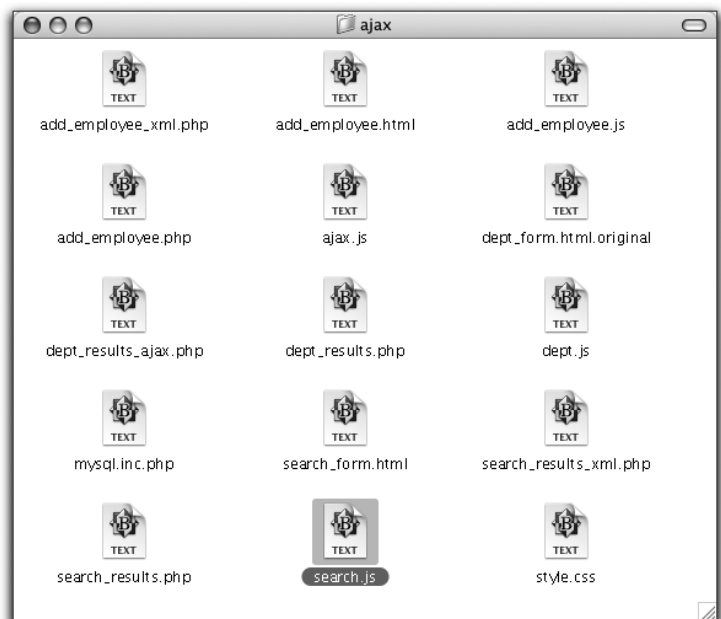 ajax
TEXT TEXT TEXT
add_employee_xml.php add_employee.html add_employee.js
TEXT TEXT TEXT
add_employee.php ajax.js dept_form.html.original
TEXT TEXT TEXT
dept_results_ajax.php dept_results.php dept.js
TEXT TEXT TEXT
mysql.inc.php search_form.html search_results_xml.php
TEXT TEXT TEXT
search_results.php search.js style.css